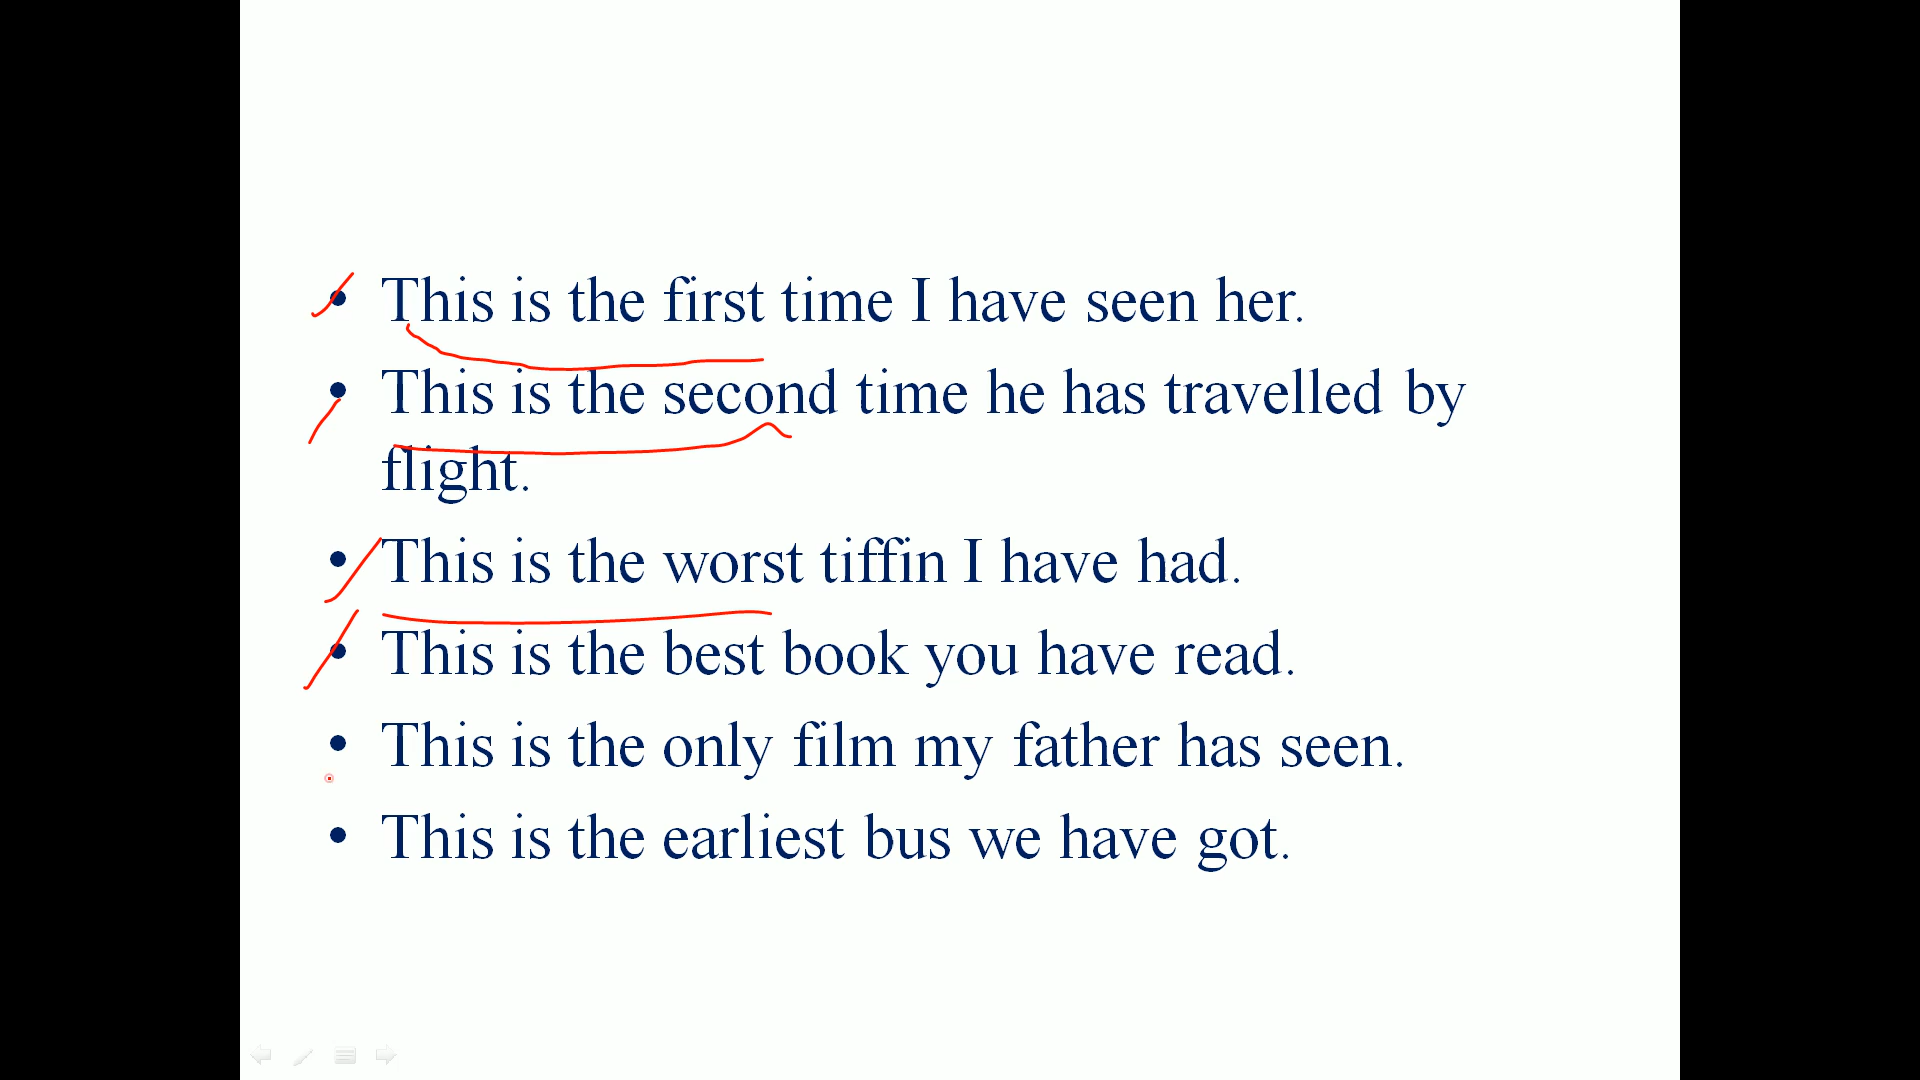 • This is the first time I have seen her.
• This is the second time he has travelled by
flight.
• This is the worst tiffin I have had.
• This is the best book you have read.
• This is the only film my father has seen.
• This is the earliest bus we have got.